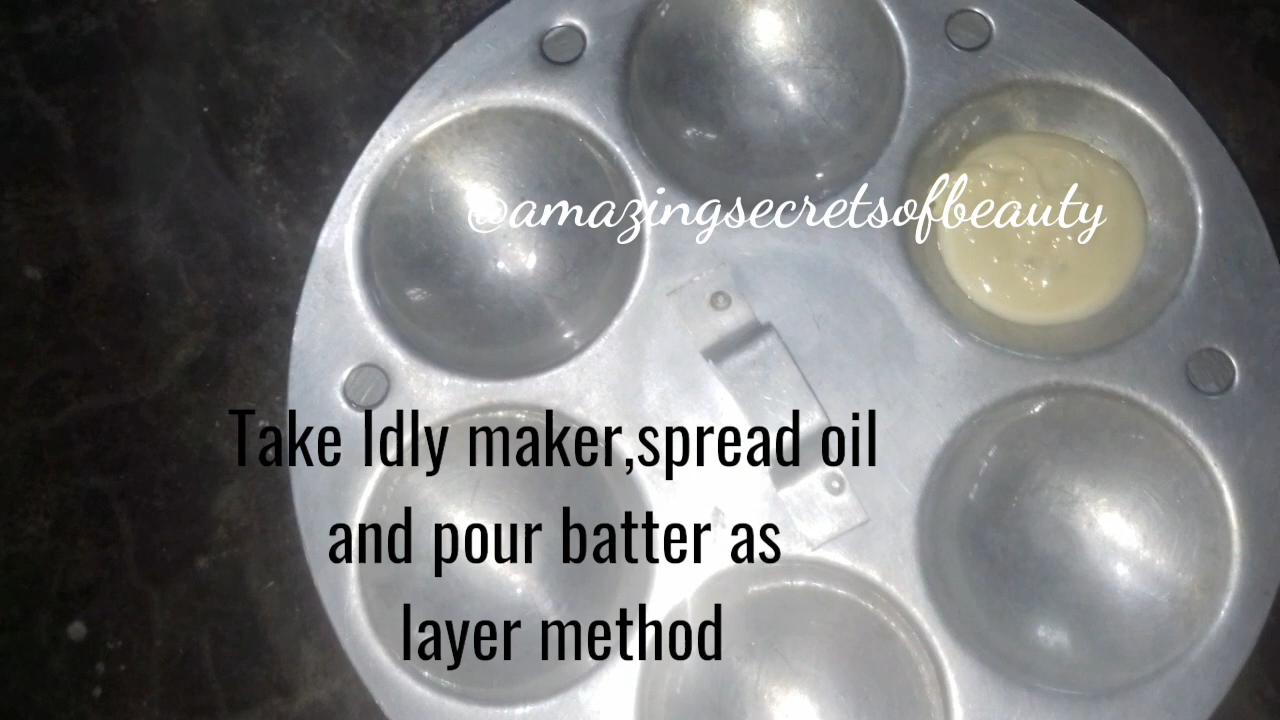 @amazingsecretsofbeauty
Take Idly maker,spread oil
and pour batter as
layer method